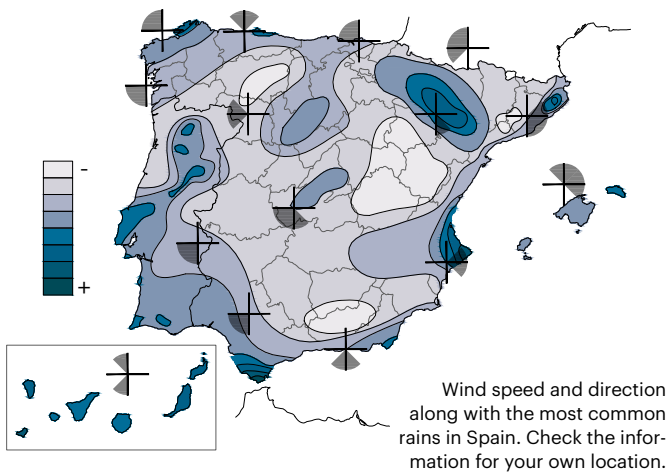 -
+
Wind speed and direction
along with the most common
rains in Spain. Check the infor-
mation for your own location.